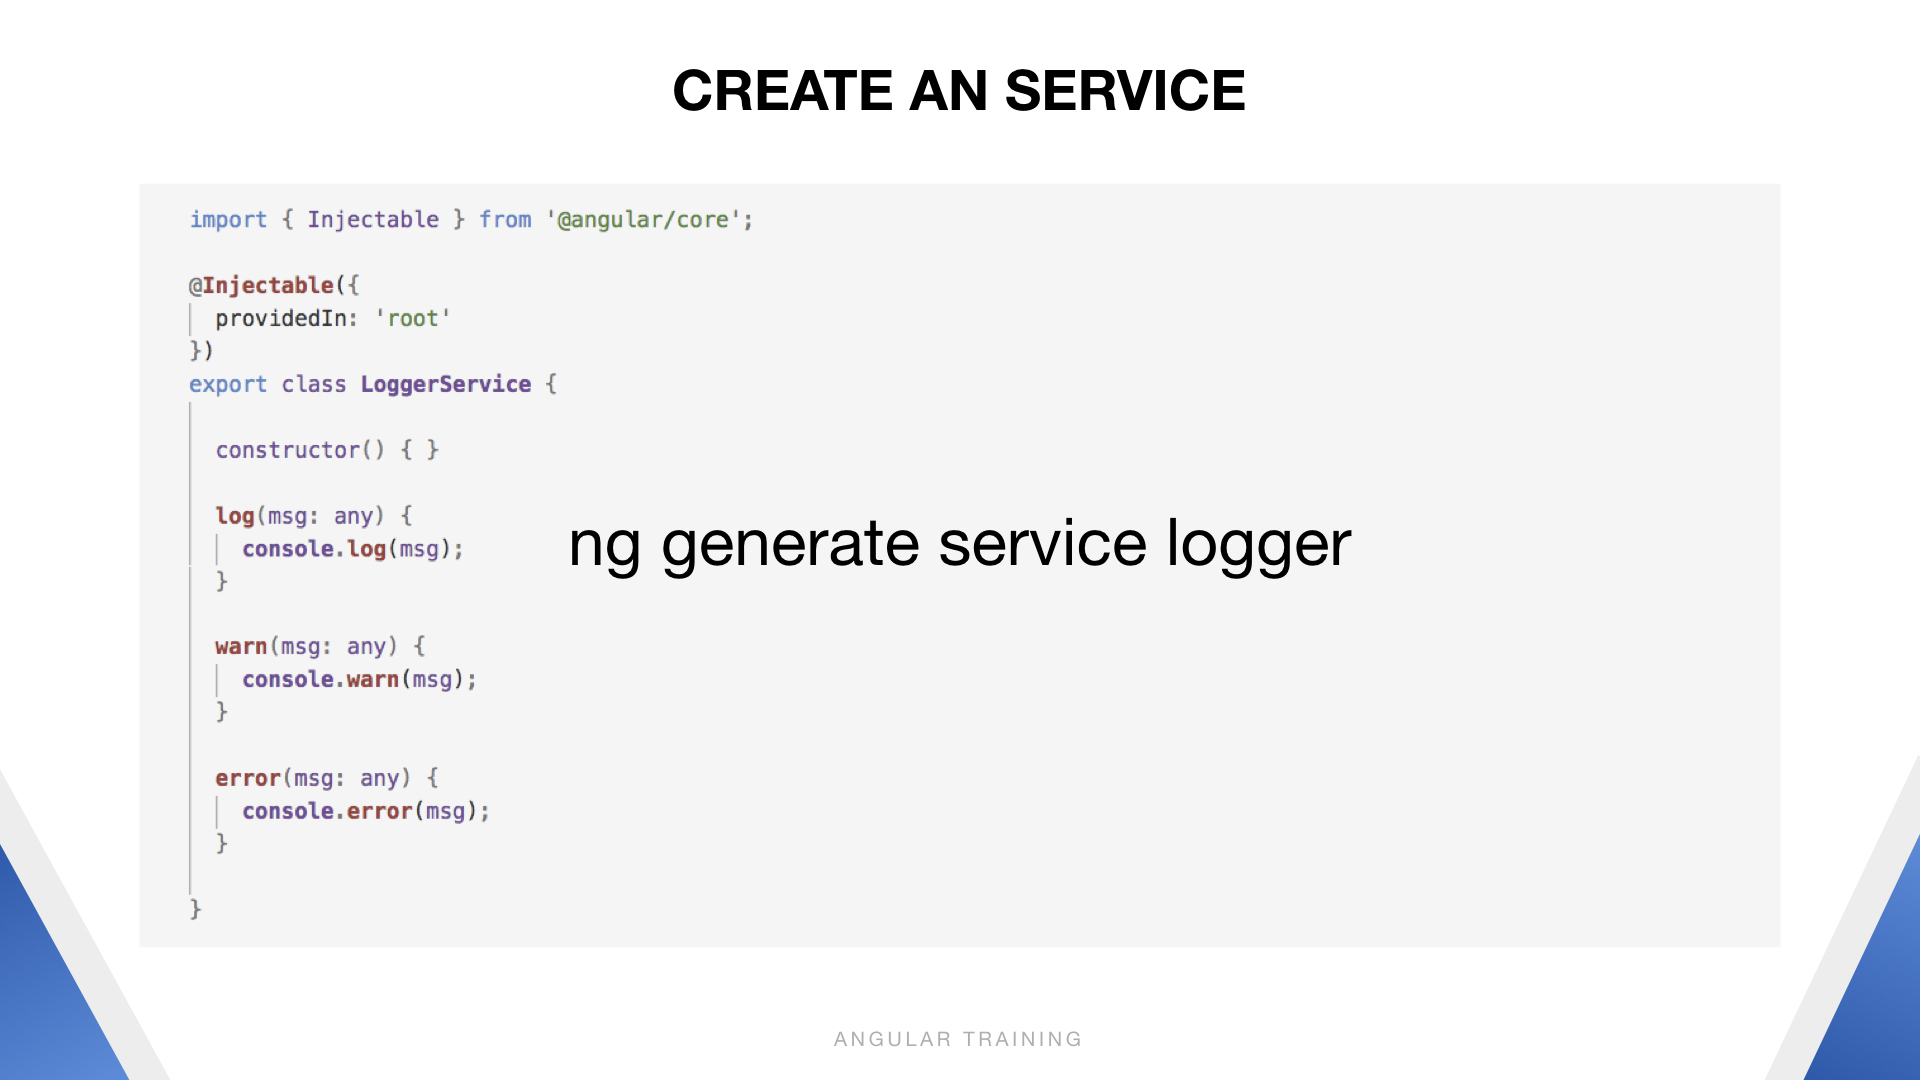 CREATE AN SERVICE
import { Injectable } from '@angular/core';
@Injectable({
providedIn: 'root'
})
export class LoggerService {
constructor() { }
log(msg: any) {
console.log(msg);
}
ng generate service logger
warn(msg: any) {
console.warn(msg);
}
error(msg: any) {
console.error(msg);
}
}
ANGULAR TRAINING